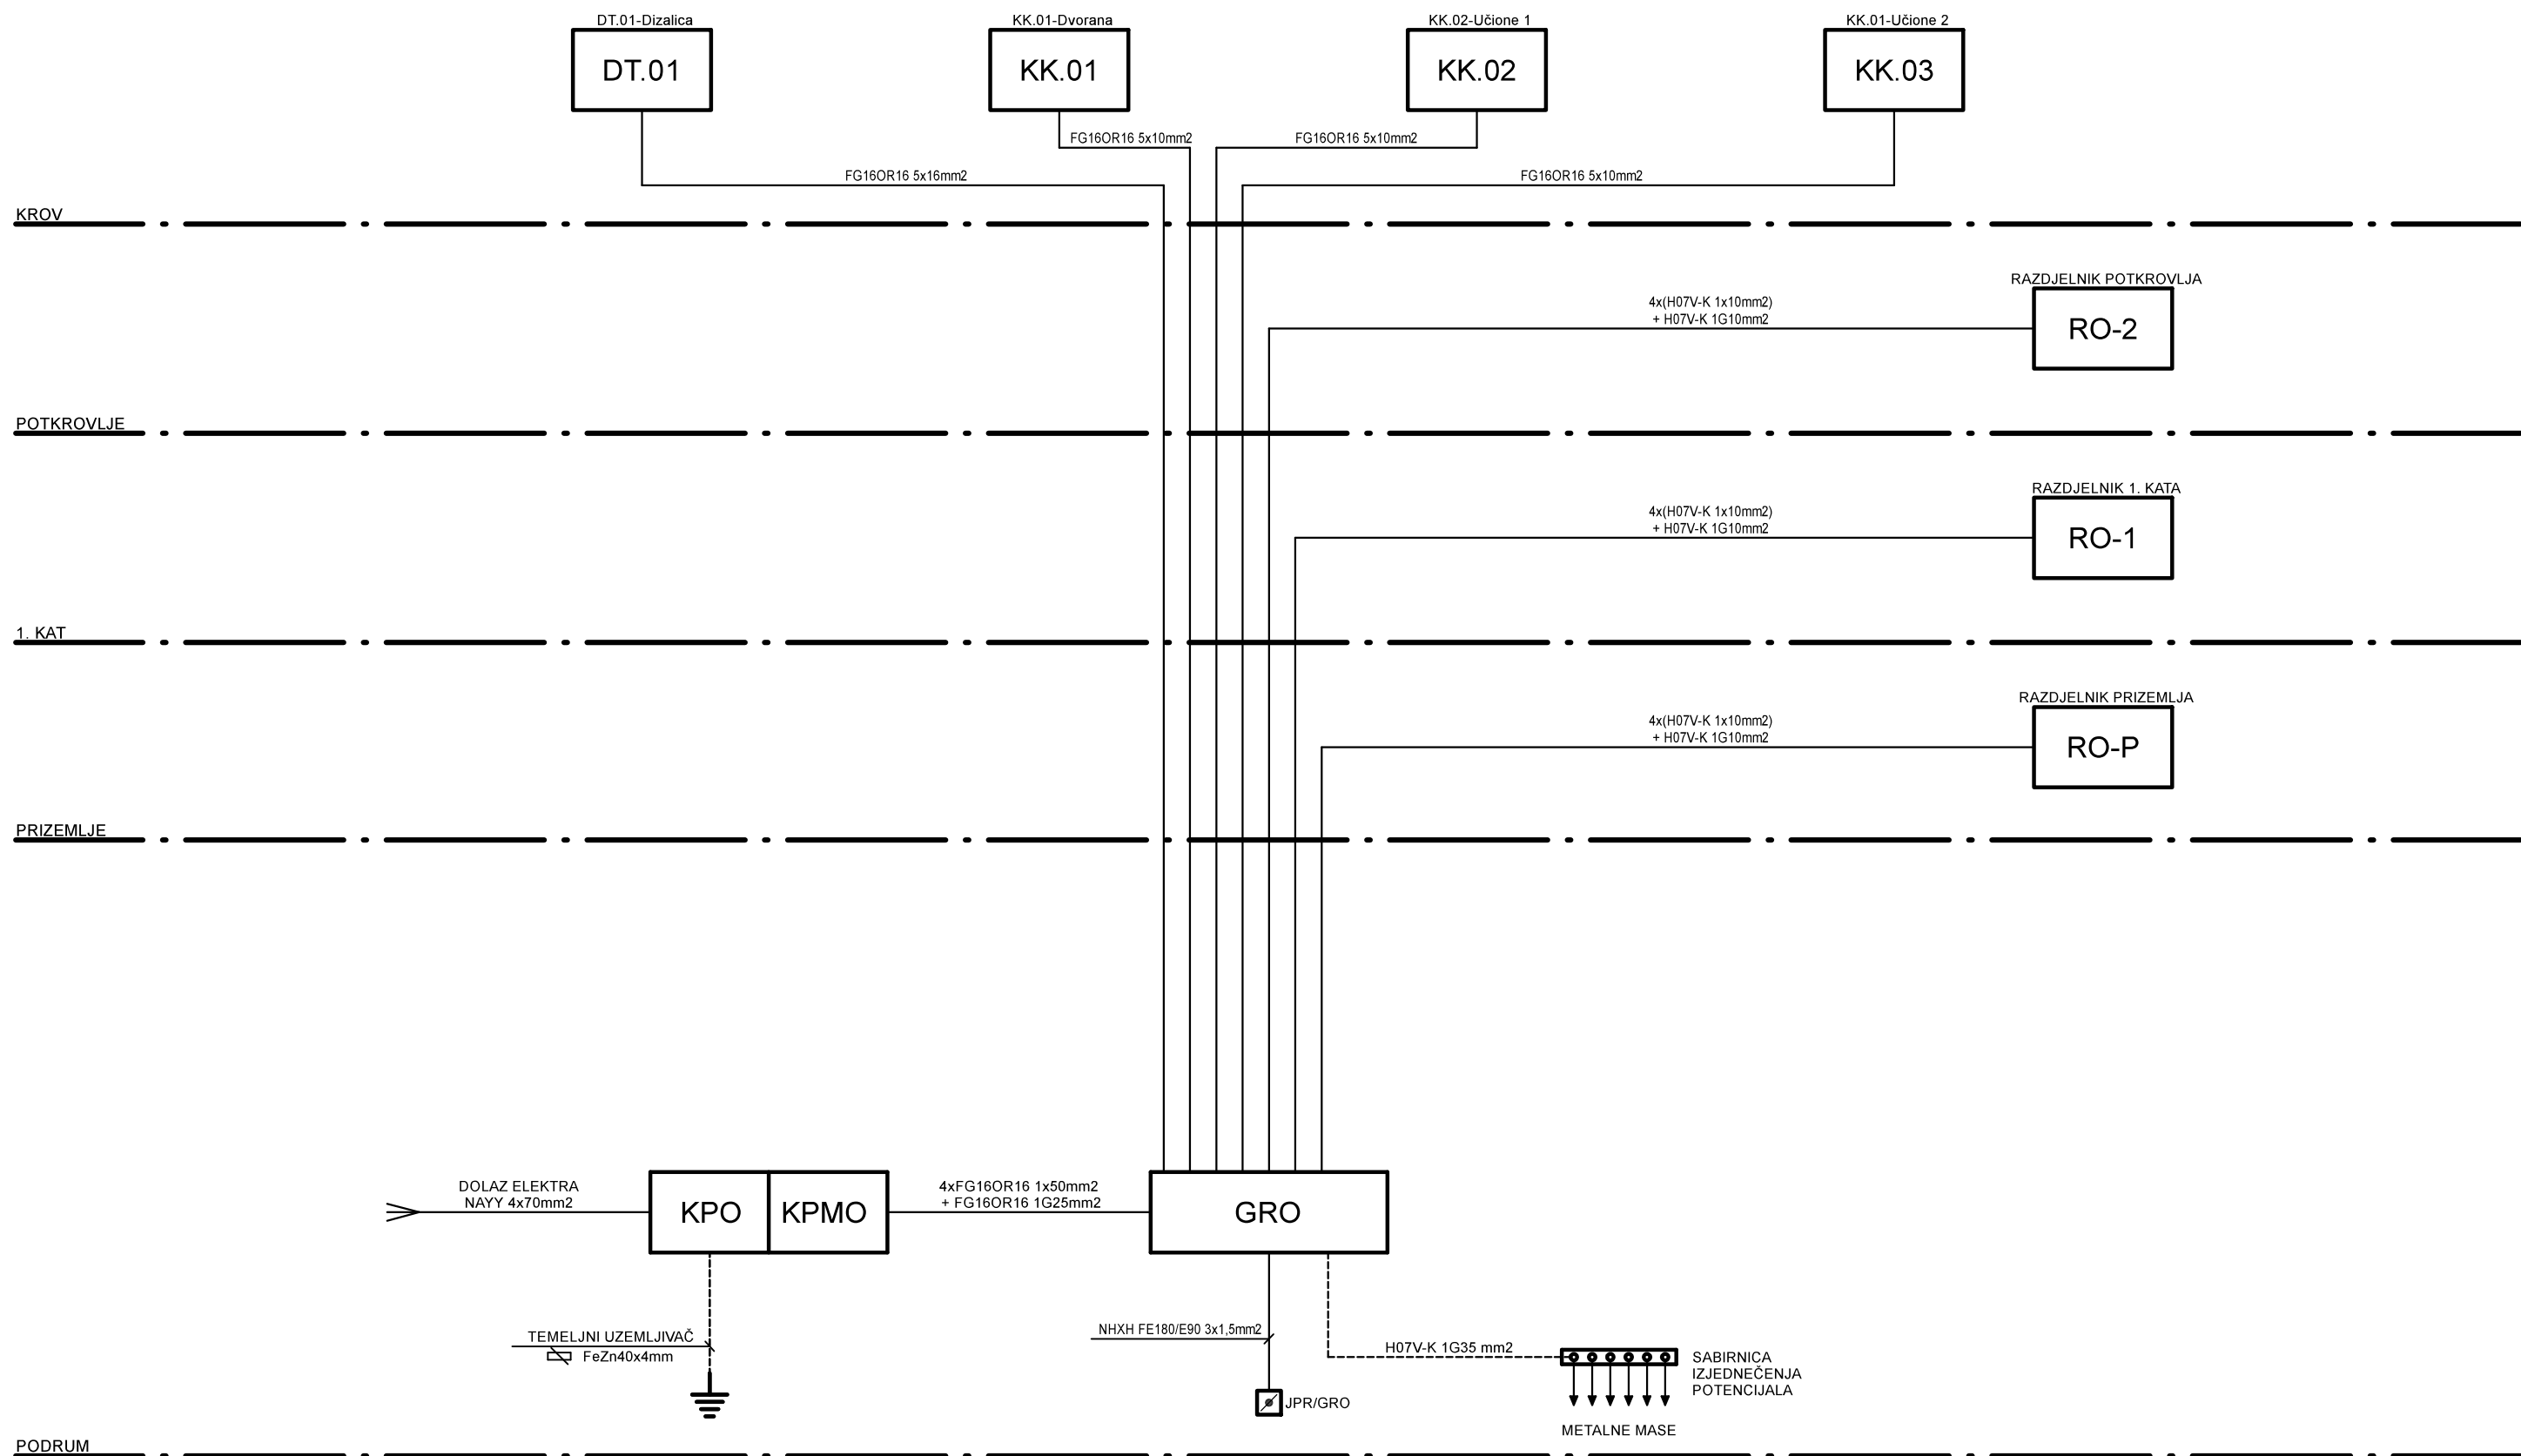 DT.01-Dizalica
KK.01-Dvorana
KK.02-Učione 1
KK.01-Učione 2
DT.01
KK.01
KK.02
KK.03
FG16OR16 5x10mm2
FG16OR16 5x10mm2
FG16OR16 5x16mm2
FG16OR16 5x10mm2
KROV
RAZDJELNIK POTKROVLJA
4x(H07V-K 1x10mm2)
+ H07V-K 1G10mm2
RO-2
POTKROVLJE
RAZDJELNIK 1. KATA
4x(H07V-K 1x10mm2)
+ H07V-K 1G10mm2
RO-1
1. KAT
RAZDJELNIK PRIZEMLJA
4x(H07V-K 1x10mm2)
+ H07V-K 1G10mm2
RO-P
PRIZEMLJE
DOLAZ ELEKTRA
NAYY 4x70mm2
KPO
KPMO
4xFG16OR16 1x50mm2
+ FG16OR16 1G25mm2
GRO
TEMELJNI UZEMLJIVAČ
FeZn40x4mm
NHXH FE180/E90 3x1,5mm2
H07V-K 1G35 mm2
SABIRNICA
IZJEDNEČENJA
POTENCIJALA
JPR/GRO
METALNE MASE
PODRUM